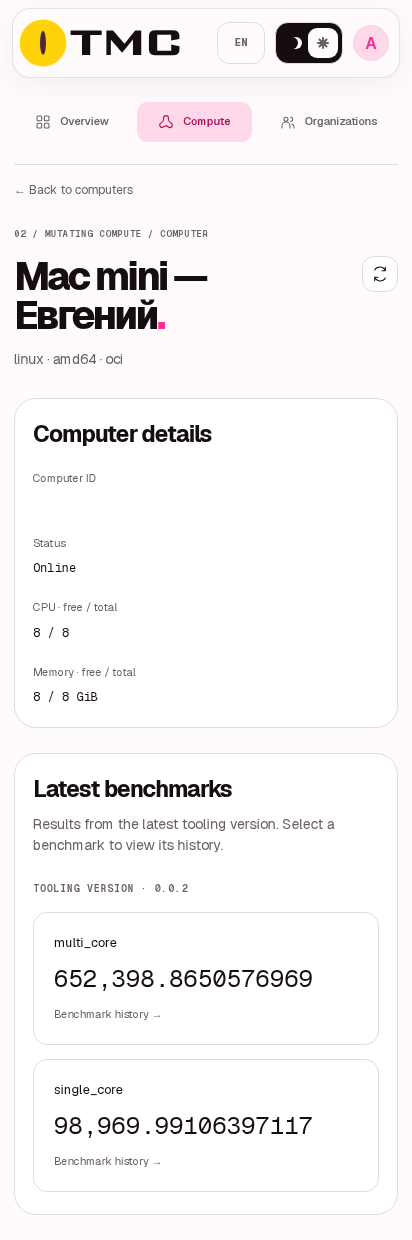 TMC
EN
A
Overview
Compute
Organizations
← Back to computers
02 / MUTATING COMPUTE / COMPUTER
Mac mini —
Евгений.
linux · amd64 · oci
Computer details
Computer ID
Status
Online
CPU · free / total
8 / 8
Memory · free / total
8 / 8 GiB
Latest benchmarks
Results from the latest tooling version. Select a
benchmark to view its history.
TOOLING VERSION · 0.0.2
multi_core
652,398.8650576969
Benchmark history →
single_core
98,969.99106397117
Benchmark history →